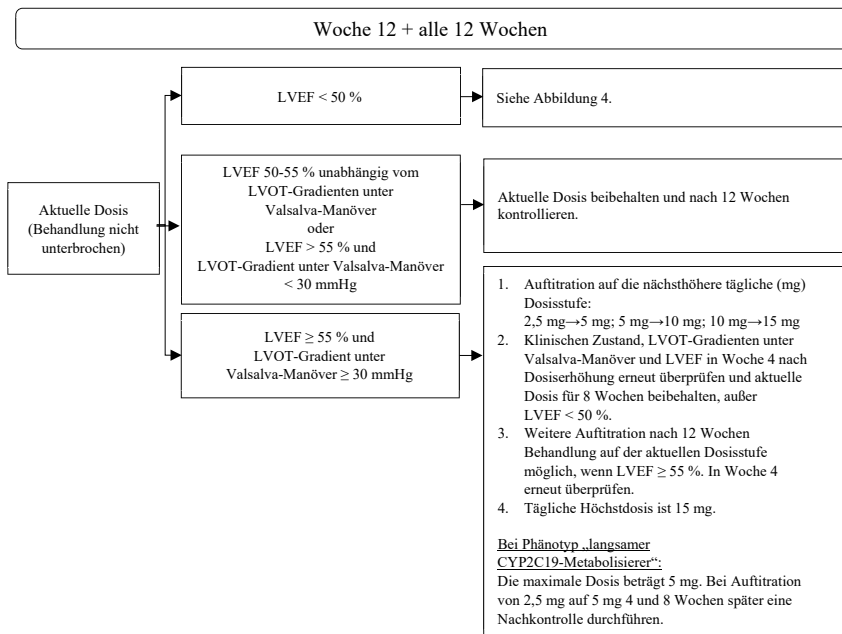 Woche 12 + alle 12 Wochen
LVEF < 50 %
Siehe Abbildung 4.
Aktuelle Dosis
(Behandlung nicht
unterbrochen)
LVEF 50-55 % unabhängig vom
LVOT-Gradienten unter
Valsalva-Manöver
oder
LVEF > 55 % und
LVOT-Gradient unter Valsalva-Manöver
< 30 mmHg
Aktuelle Dosis beibehalten und nach 12 Wochen
kontrollieren.
LVEF ≥ 55 % und
LVOT-Gradient unter
Valsalva-Manöver ≥ 30 mmHg
1. Auftitration auf die nächsthöhere tägliche (mg)
Dosisstufe:
2,5 mg→5 mg; 5 mg→10 mg; 10 mg→15 mg
2. Klinischen Zustand, LVOT-Gradienten unter
Valsalva-Manöver und LVEF in Woche 4 nach
Dosiserhöhung erneut überprüfen und aktuelle
Dosis für 8 Wochen beibehalten, außer
LVEF < 50 %.
3. Weitere Auftitration nach 12 Wochen
Behandlung auf der aktuellen Dosisstufe
möglich, wenn LVEF ≥ 55 %. In Woche 4
erneut überprüfen.
4. Tägliche Höchstdosis ist 15 mg.
Bei Phänotyp „langsamer
CYP2C19-Metabolisierer“:
Die maximale Dosis beträgt 5 mg. Bei Auftitration
von 2,5 mg auf 5 mg 4 und 8 Wochen später eine
Nachkontrolle durchführen.